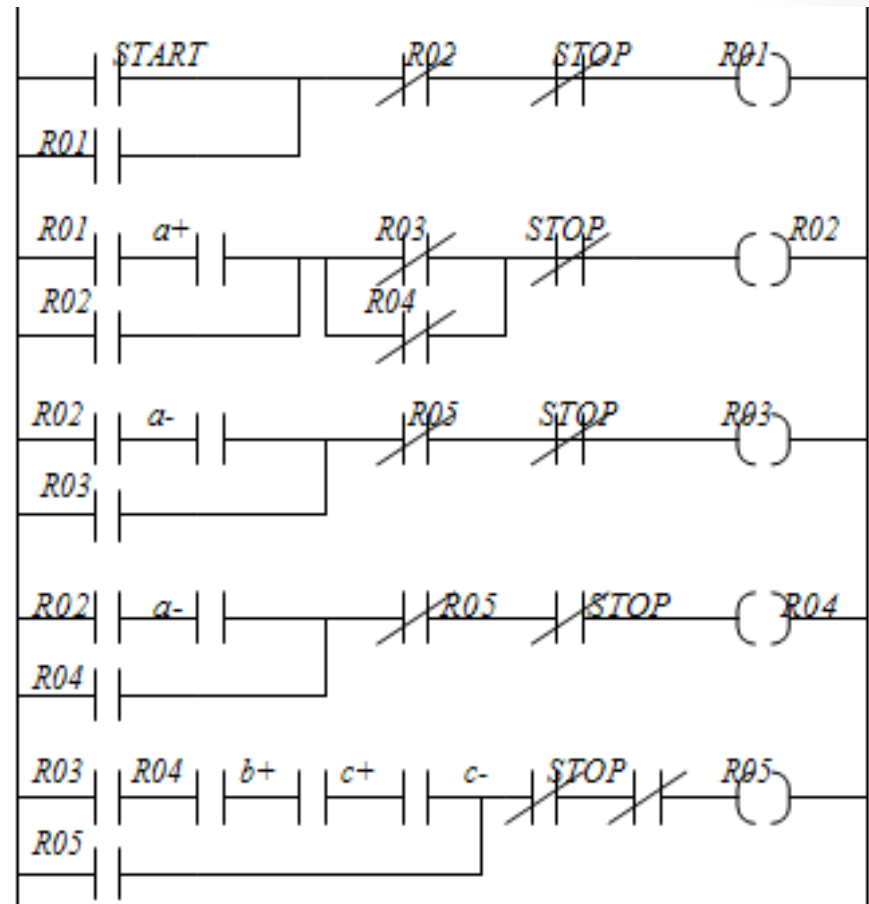 START R02 STOP R01
R01
R01 a+ R03 STOP R02
R02 R04
R02 a- R05 STOP R03
R03
R02 a- R05 STOP R04
R04
R03 R04 b+ c+ c- STOP R05
R05